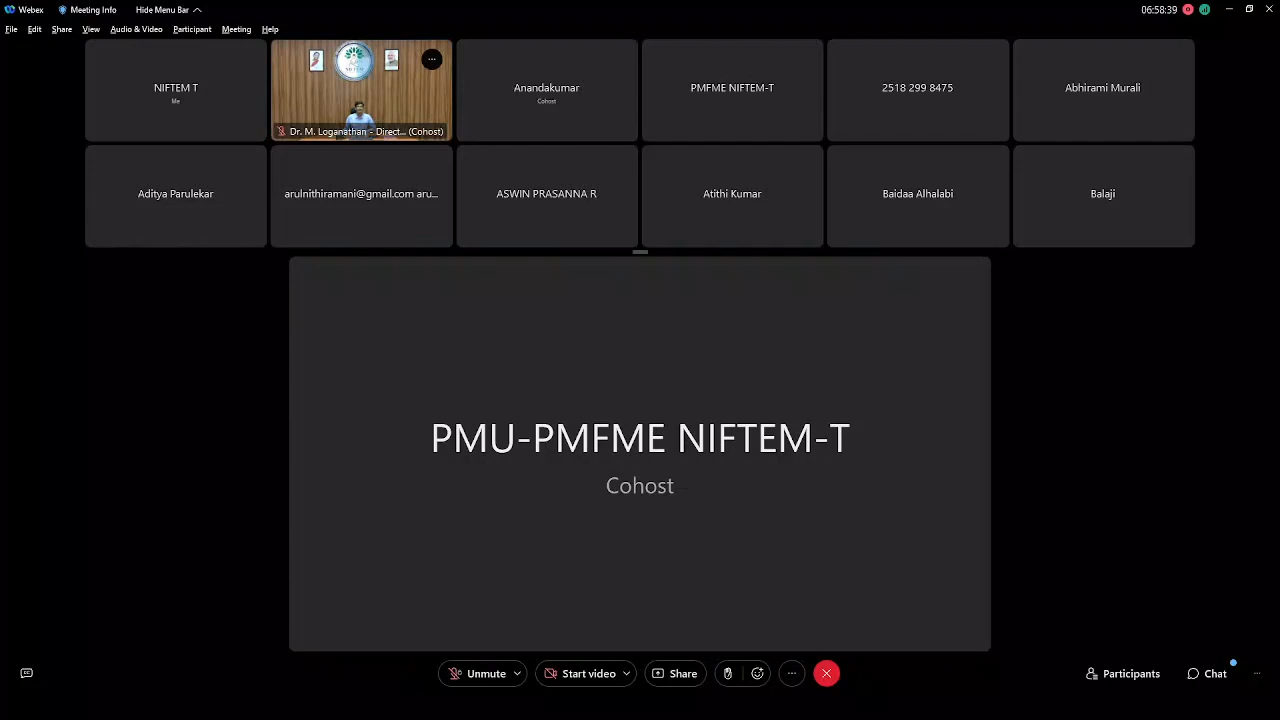 Webex Meeting Info Hide Menu Bar 06:58:39
File Edit Share View Audio & Video Participant Meeting Help
NIFTEM T
Me
Dr. M. Loganathan - Direct... (Cohost)
Anandakumar
Cohost
PMFME NIFTEM-T
2518 299 8475
Abhirami Murali
Aditya Parulekar
arulnithiramani@gmail.com aru...
ASWIN PRASANNA R
Atithi Kumar
Baidaa Alhalabi
Balaji
PMU-PMFME NIFTEM-T
Cohost
Unmute Start video Share Participants Chat